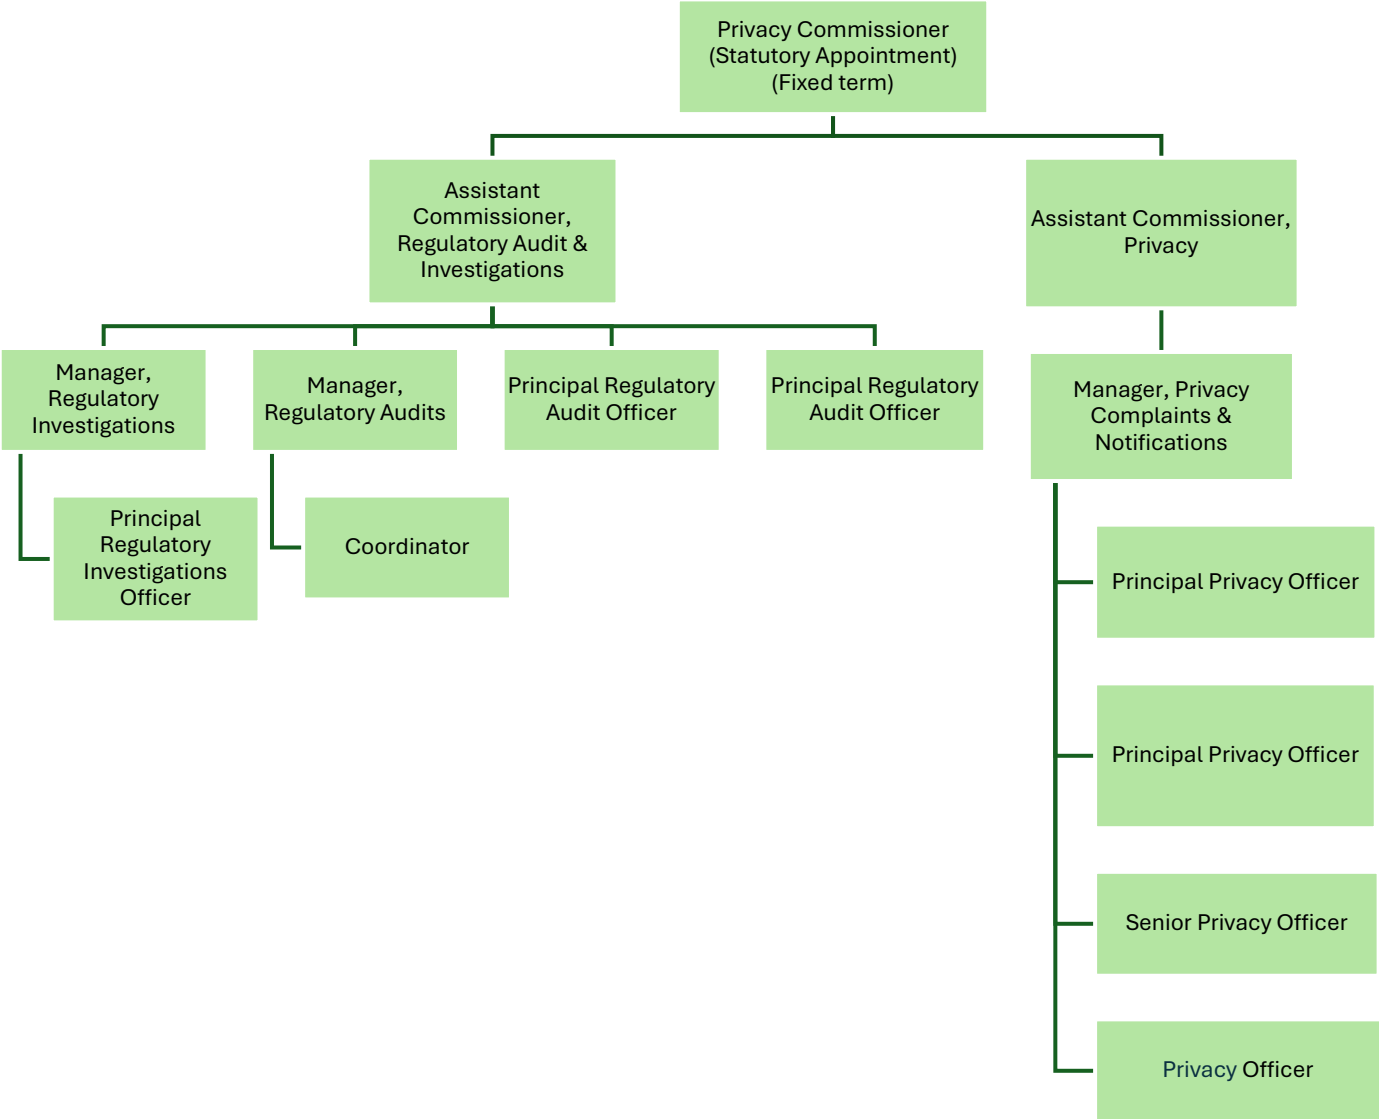 Privacy Commissioner
(Statutory Appointment)
(Fixed term)
Assistant
Commissioner,
Regulatory Audit &
Investigations
Assistant Commissioner,
Privacy
Manager,
Regulatory
Investigations
Manager,
Regulatory Audits
Principal Regulatory
Audit Officer
Principal Regulatory
Audit Officer
Manager, Privacy
Complaints &
Notifications
Principal
Regulatory
Investigations
Officer
Coordinator
Principal Privacy Officer
Principal Privacy Officer
Senior Privacy Officer
Privacy Officer